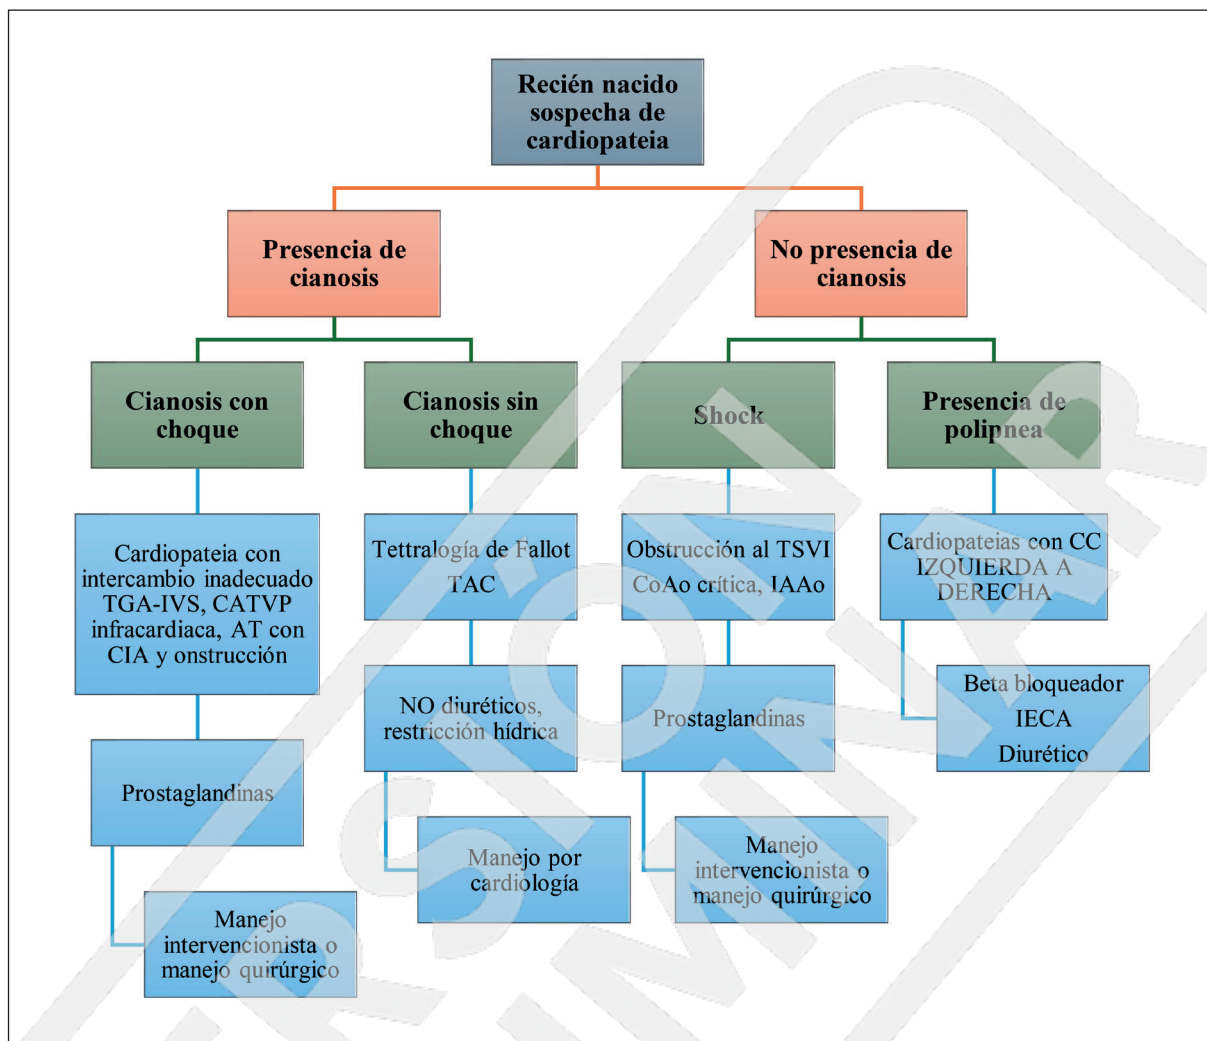 Recién nacido
sospecha de
cardiopateia
Presencia de
cianosis
No presencia de
cianosis
Cianosis con
choque
Cianosis sin
choque
Shock
Presencia de
polipnea
Cardiopateia con
intercambio inadecuado
TGA-IVS, CATVP
infracardiaca, AT con
CIA y onstrucción
Tettralogía de Fallot
TAC
Obstrucción al TSVI
CoAo crítica, IAAo
Cardiopateias con CC
IZQUIERDA A
DERECHA
Prostaglandinas
NO diuréticos,
restricción hídrica
Prostaglandinas
Beta bloqueador
IECA
Diurético
Manejo
intervencionista o
manejo quirúrgico
Manejo por
cardiología
Manejo
intervencionista o
manejo quirúrgico